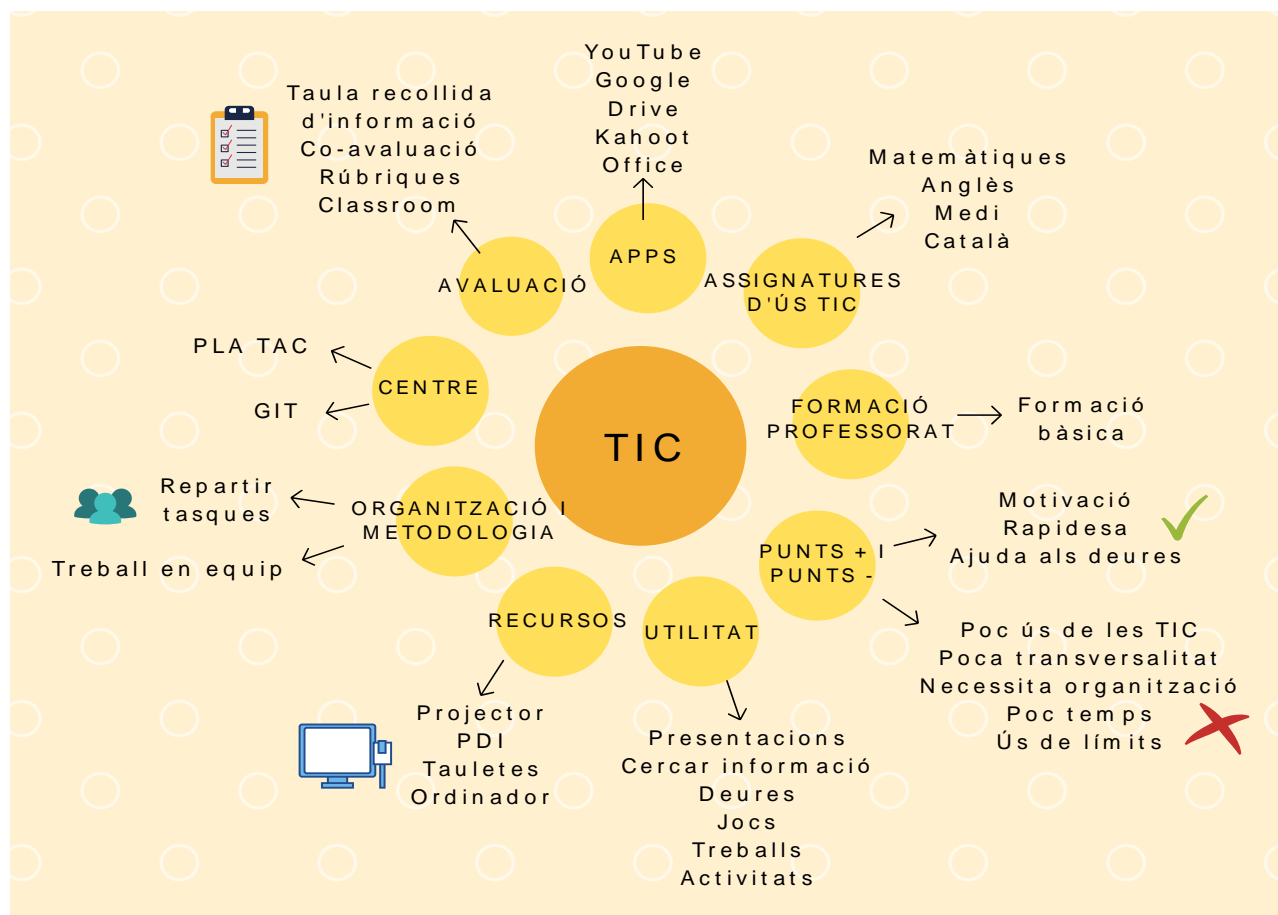 YouTube
Google
Drive
Kahoot
Office
Taula recollida
d'informació
Co-avaluació
Rúbriques
Classroom
Matemàtiques
Anglès
Medi
Català
APPS
AVALUACIÓ
ASSIGNATURES
D'ÚS TIC
PLA TAC
GIT
CENTRE
TIC
FORMACIÓ
PROFESSORAT
Formació
bàsica
Repartir
tasques
Treball en equip
ORGANITZACIÓ I
METODOLOGIA
PUNTS + I
PUNTS -
Motivació
Rapidesa
Ajuda als deures
Poc ús de les TIC
Poca transversalitat
Necessita organització
Poc temps
Ús de límits
RECURSOS
UTILITAT
Projector
PDI
Tauletes
Ordinador
Presentacions
Cercar informació
Deures
Jocs
Treballs
Activitats